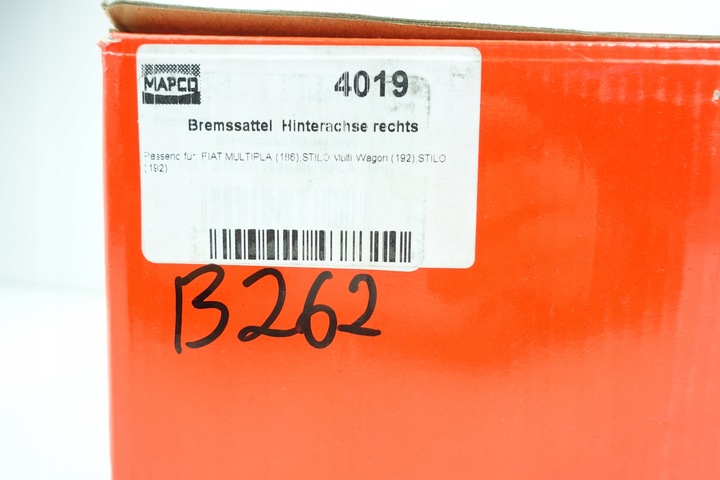 MAPCO
4019
Bremssattel Hinterachse rechts
Passend für FIAT MULTIPLA (186),STILO Multi Wagon (192),STILO
(192)
B262